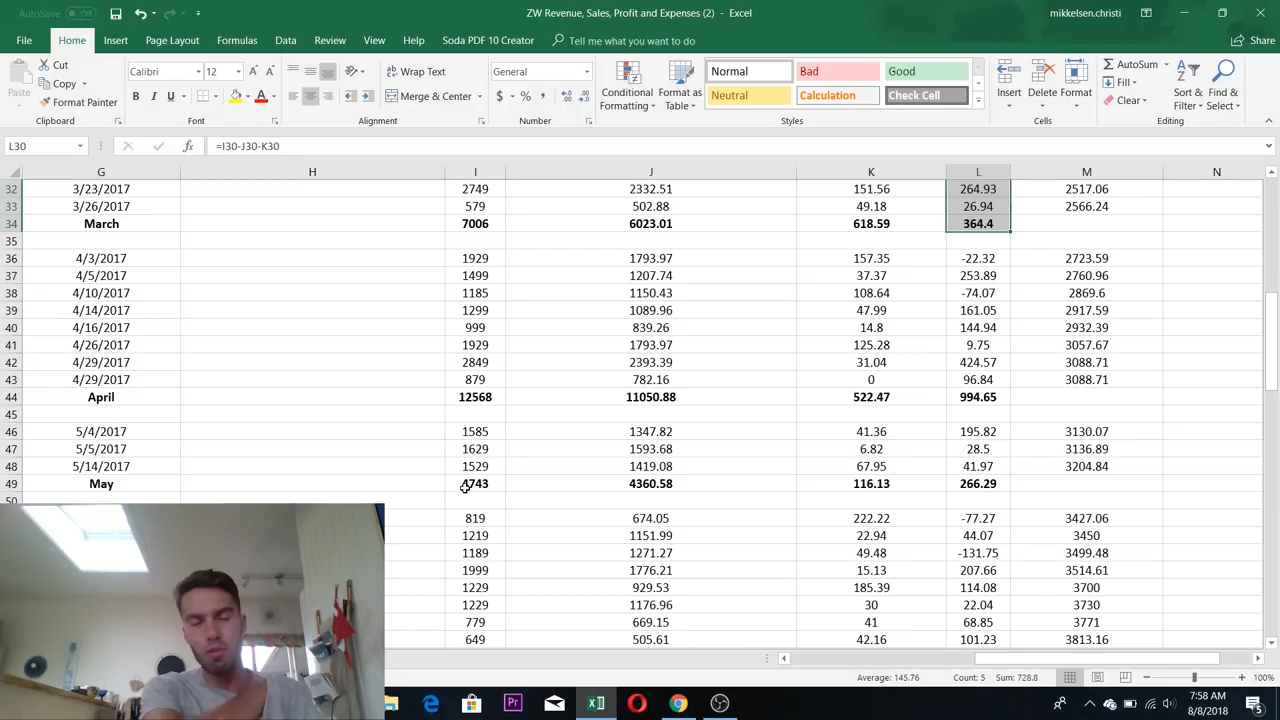 AutoSave Off
ZW Revenue, Sales, Profit and Expenses (2) - Excel
mikkelsen.christi
File Home Insert Page Layout Formulas Data Review View Help Soda PDF 10 Creator Tell me what you want to do Share
Paste Cut Copy Format Painter Clipboard
Calibri 12 B I U Font
Wrap Text Merge & Center Alignment
General $ % , Number
Conditional Formatting Format as Table
Normal Bad Good
Neutral Calculation Check Cell
Styles
Insert Delete Format Cells
AutoSum Fill Clear Sort & Filter Find & Select Editing
L30 fx =I30-J30-K30
G H I J K L M N
32 3/23/2017 2749 2332.51 151.56 264.93 2517.06
33 3/26/2017 579 502.88 49.18 26.94 2566.24
34 March 7006 6023.01 618.59 364.4
35
36 4/3/2017 1929 1793.97 157.35 -22.32 2723.59
37 4/5/2017 1499 1207.74 37.37 253.89 2760.96
38 4/10/2017 1185 1150.43 108.64 -74.07 2869.6
39 4/14/2017 1299 1089.96 47.99 161.05 2917.59
40 4/16/2017 999 839.26 14.8 144.94 2932.39
41 4/26/2017 1929 1793.97 125.28 9.75 3057.67
42 4/29/2017 2849 2393.39 31.04 424.57 3088.71
43 4/29/2017 879 782.16 0 96.84 3088.71
44 April 12568 11050.88 522.47 994.65
45
46 5/4/2017 1585 1347.82 41.36 195.82 3130.07
47 5/5/2017 1629 1593.68 6.82 28.5 3136.89
48 5/14/2017 1529 1419.08 67.95 41.97 3204.84
49 May 4743 4360.58 116.13 266.29
50
819 674.05 222.22 -77.27 3427.06
1219 1151.99 22.94 44.07 3450
1189 1271.27 49.48 -131.75 3499.48
1999 1776.21 15.13 207.66 3514.61
1229 929.53 185.39 114.08 3700
1229 1176.96 30 22.04 3730
779 669.15 41 68.85 3771
649 505.61 42.16 101.23 3813.16
Average: 145.76 Count: 5 Sum: 728.8 100%
7:58 AM
8/8/2018
5